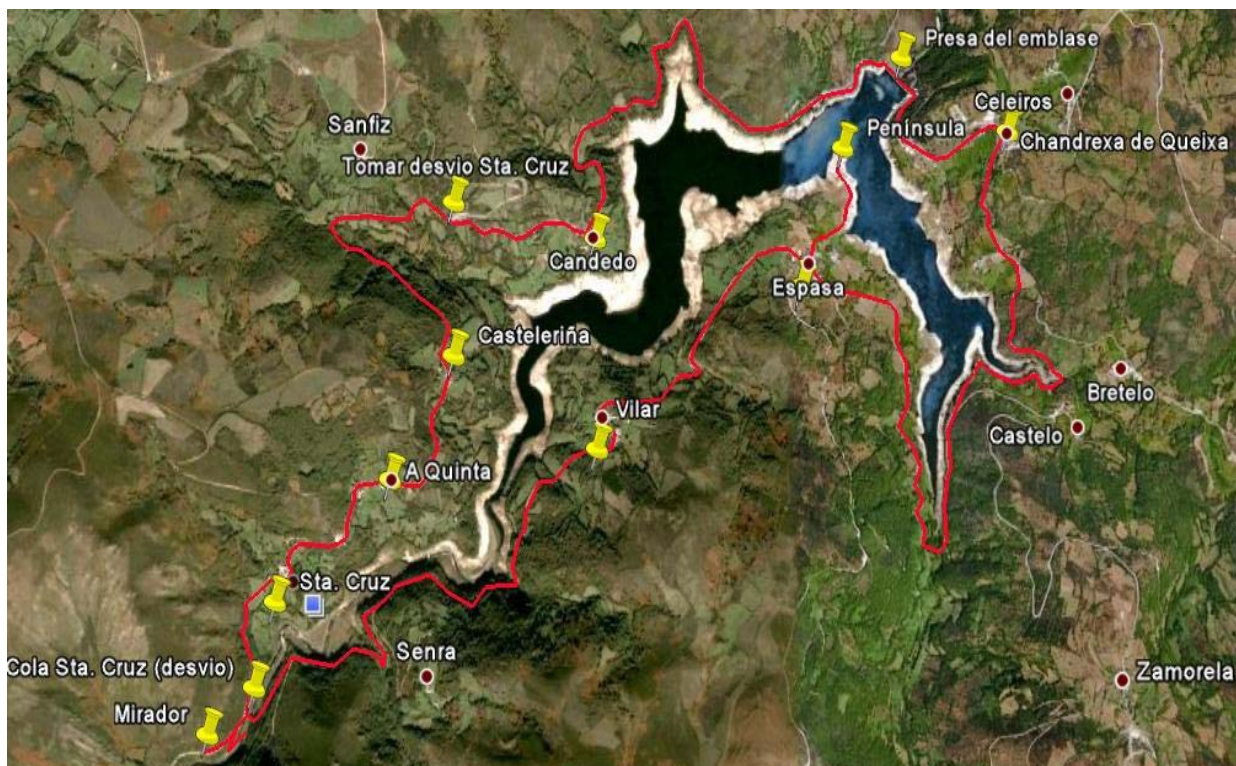 Presa del emblase
Celeiros
Península
Chandrexa de Queixa
Sanfiz
Tomar desvio Sta. Cruz
Candedo
Espasa
Casteleriña
Bretelo
Vilar
Castelo
A Quinta
Sta. Cruz
Senra
Cola Sta. Cruz (desvio)
Zamorela
Mirador